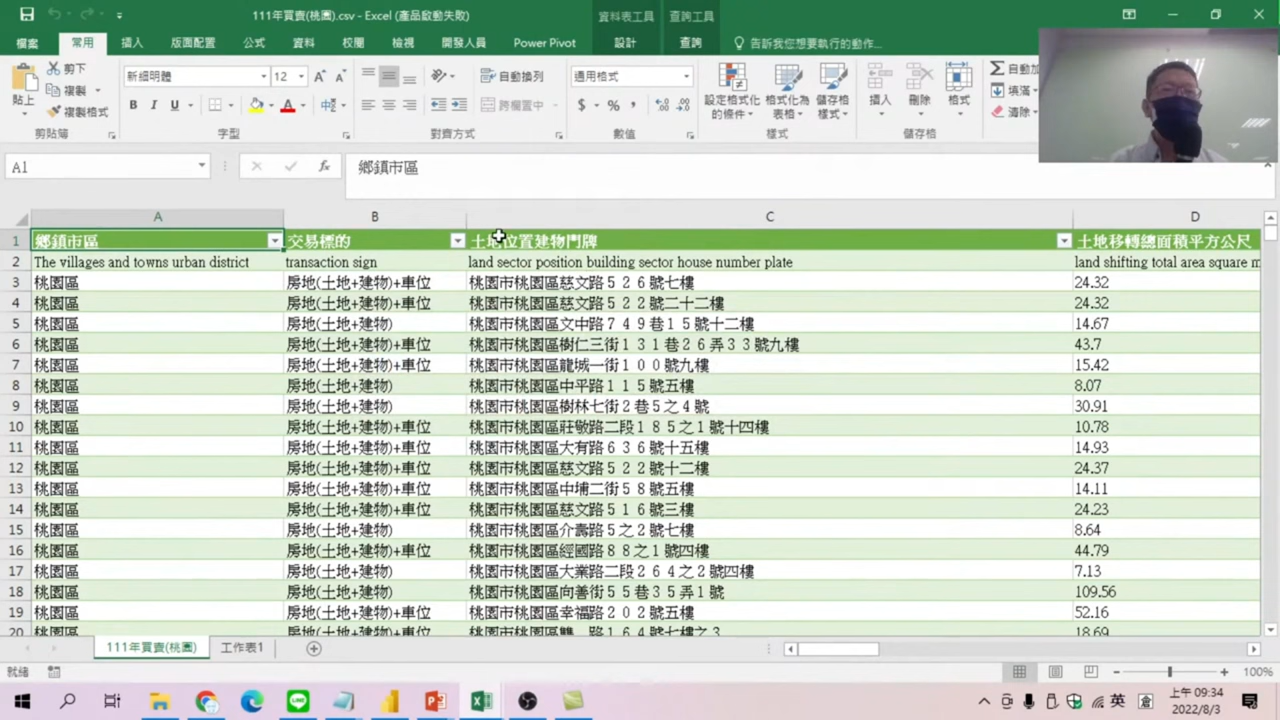 111年買賣(桃園).csv - Excel (產品啟動失敗)
資料表工具 查詢工具
檔案 常用 插入 版面配置 公式 資料 校閱 檢視 開發人員 Power Pivot 設計 查詢 告訴我您想要執行的動作...
貼上 剪下 複製 複製格式 剪貼簿
新細明體 12 B I U A 中 字型
自動換列 跨欄置中 對齊方式
通用格式 $ % , 數值
設定格式化的條件 格式化為表格 儲存格樣式 樣式
插入 刪除 格式 儲存格
Σ 自動加 填滿 清除
A1 fx 鄉鎮市區
A B C D
1 鄉鎮市區 交易標的 土地位置建物門牌 土地移轉總面積平方公尺
2 The villages and towns urban district transaction sign land sector position building sector house number plate land shifting total area square m
3 桃園區 房地(土地+建物)+車位 桃園市桃園區慈文路５２６號七樓 24.32
4 桃園區 房地(土地+建物)+車位 桃園市桃園區慈文路５２２號二十二樓 24.32
5 桃園區 房地(土地+建物) 桃園市桃園區文中路７４９巷１５號十二樓 14.67
6 桃園區 房地(土地+建物)+車位 桃園市桃園區樹仁三街１３１巷２６弄３３號九樓 43.7
7 桃園區 房地(土地+建物)+車位 桃園市桃園區龍城一街１００號九樓 15.42
8 桃園區 房地(土地+建物) 桃園市桃園區中平路１１５號五樓 8.07
9 桃園區 房地(土地+建物) 桃園市桃園區樹林七街２巷５之４號 30.91
10 桃園區 房地(土地+建物)+車位 桃園市桃園區莊敬路二段１８５之１號十四樓 10.78
11 桃園區 房地(土地+建物)+車位 桃園市桃園區大有路６３６號十五樓 14.93
12 桃園區 房地(土地+建物)+車位 桃園市桃園區慈文路５２２號十二樓 24.37
13 桃園區 房地(土地+建物)+車位 桃園市桃園區中埔二街５８號五樓 14.11
14 桃園區 房地(土地+建物)+車位 桃園市桃園區慈文路５１６號三樓 24.23
15 桃園區 房地(土地+建物) 桃園市桃園區介壽路５之２號七樓 8.64
16 桃園區 房地(土地+建物)+車位 桃園市桃園區經國路８８之１號四樓 44.79
17 桃園區 房地(土地+建物) 桃園市桃園區大業路二段２６４之２號四樓 7.13
18 桃園區 房地(土地+建物) 桃園市桃園區向善街５５巷３５弄１號 109.56
19 桃園區 房地(土地+建物)+車位 桃園市桃園區幸福路２０２號五樓 52.16
20 桃園區 房地(土地+建物)+車位 桃園市桃園區 路１６４號七樓之３ 18.69
111年買賣(桃園) 工作表1
就緒 100%
英 上午 09:34
2022/8/3